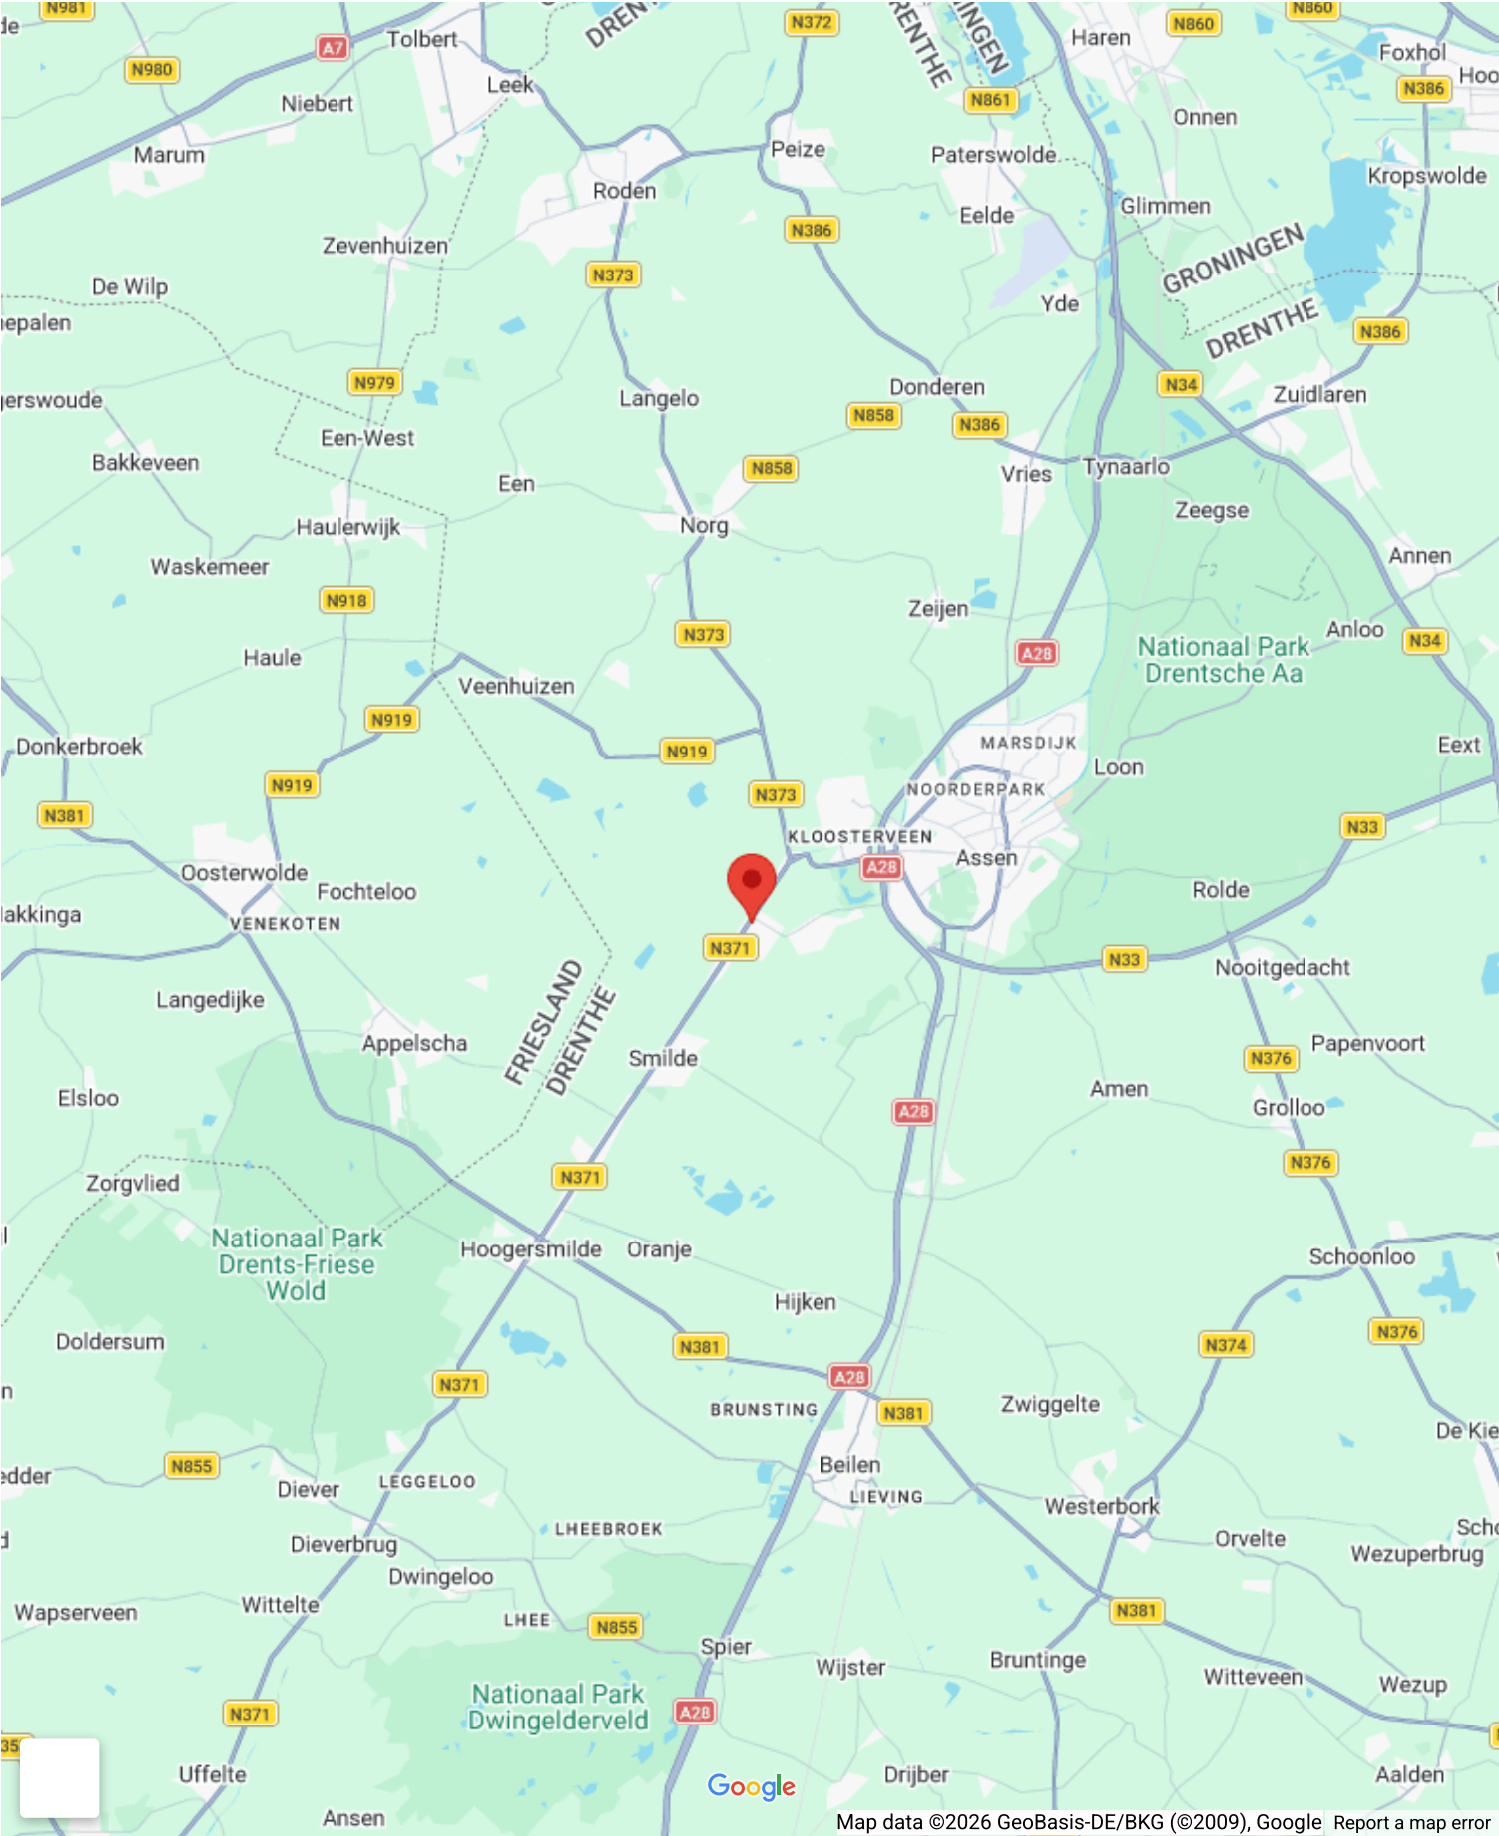 N981
N372
N860
N860
DRENTHE
GRONINGEN
A7
Tolbert
Haren
Foxhol
N980
Leek
N861
N386
Niebert
Onnen
Marum
Peize
Paterswolde
Kropswolde
Roden
Eelde
Glimmen
N386
Zevenhuizen
N373
GRONINGEN
De Wilp
Yde
DRENTHE
N386
N979
Langelo
Donderen
N34
Zuidlaren
N858
N386
Een-West
Bakkeveen
N858
Vries
Tynaarlo
Een
Norg
Zeegse
Haulerwijk
Annen
Waskemeer
N918
Zeijen
N373
Anloo
N34
Haule
A28
Nationaal Park
Drentsche Aa
Veenhuizen
N919
Donkerbroek
N919
MARSDIJK
Eext
Loon
N919
N373
NOORDERPARK
N381
N33
KLOOSTERVEEN
Oosterwolde
A28
Assen
Fochteloo
Rolde
VENEKOTEN
N371
N33
Nooitgedacht
FRIESLAND
DRENTHE
Langedijke
Appelscha
Smilde
N376
Papenvoort
Elsloo
A28
Amen
Grolloo
Zorgvlied
N371
N376
Nationaal Park
Drents-Friese
Wold
Hoogersmilde
Oranje
Schoonloo
Hijken
Doldersum
N381
N374
N376
N371
A28
BRUNSTING
N381
Zwiggelte
De Kie
N855
Beilen
Diever
LEGGELOO
LIEVING
Westerbork
LHEEBROEK
Dieverbrug
Orvelte
Wezuperbrug
Dwingeloo
Wapserveen
Wittelte
LHEE
N855
N381
Spier
Wijster
Bruntinge
Witteveen
Wezup
Nationaal Park
Dwingelderveld
N371
A28
Uffelte
Google
Drijber
Aalden
Ansen
Map data ©2026 GeoBasis-DE/BKG (©2009), Google
Report a map error